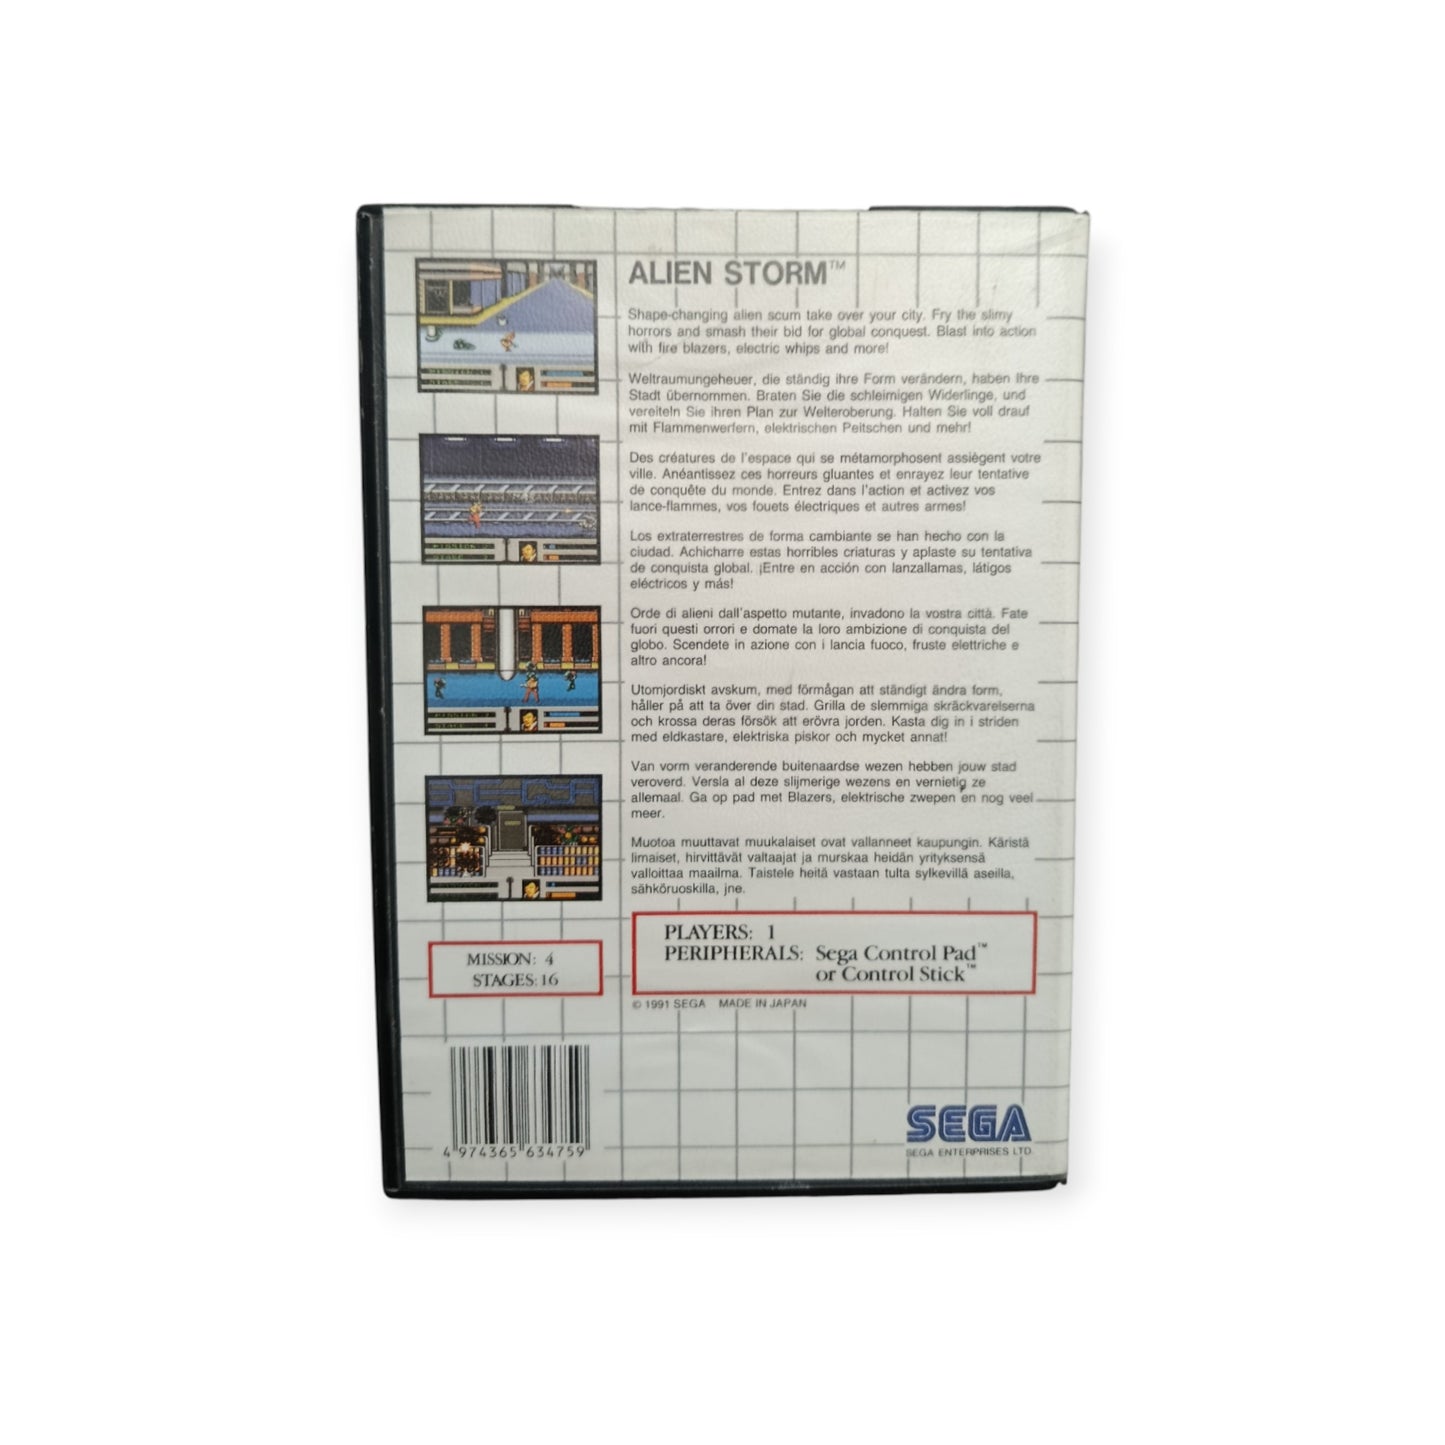 ALIEN STORM™
Shape-changing alien scum take over your city. Fry the slimy
horrors and smash their bid for global conquest. Blast into action
with fire blazers, electric whips and more!
Weltraumungeheuer, die ständig ihre Form verändern, haben Ihre
Stadt übernommen. Braten Sie die schleimigen Widerlinge, und
vereiteln Sie ihren Plan zur Welteroberung. Halten Sie voll drauf
mit Flammenwerfern, elektrischen Peitschen und mehr!
Des créatures de l'espace qui se métamorphosent assiègent votre
ville. Anéantissez ces horreurs gluantes et enrayez leur tentative
de conquête du monde. Entrez dans l'action et activez vos
lance-flammes, vos fouets électriques et autres armes!
Los extraterrestres de forma cambiante se han hecho con la
ciudad. Achicharre estas horribles criaturas y aplaste su tentativa
de conquista global. ¡Entre en acción con lanzallamas, látigos
eléctricos y más!
Orde di alieni dall'aspetto mutante, invadono la vostra città. Fate
fuori questi orrori e domate la loro ambizione di conquista del
globo. Scendete in azione con i lancia fuoco, fruste elettriche e
altro ancora!
Utomjordiskt avskum, med förmågan att ständigt ändra form,
håller på att ta över din stad. Grilla de slemmiga skräckvarelserna
och krossa deras försök att erövra jorden. Kasta dig in i striden
med eldkastare, elektriska piskor och mycket annat!
Van vorm veranderende buitenaardse wezen hebben jouw stad
veroverd. Versla al deze slijmerige wezens en vernietig ze
allemaal. Ga op pad met Blazers, elektrische zwepen en nog veel
meer.
Muotoa muuttavat muukalaiset ovat vallanneet kaupungin. Käristä
limaiset, hirvittävät valtaajat ja murskaa heidän yrityksensä
valloittaa maailma. Taistele heitä vastaan tulta sylkevillä aseilla,
sähköruoskilla, jne.
MISSION: 4
STAGES: 16
PLAYERS: 1
PERIPHERALS: Sega Control Pad™
or Control Stick™
© 1991 SEGA MADE IN JAPAN
4 974365 634759
SEGA
SEGA ENTERPRISES LTD.